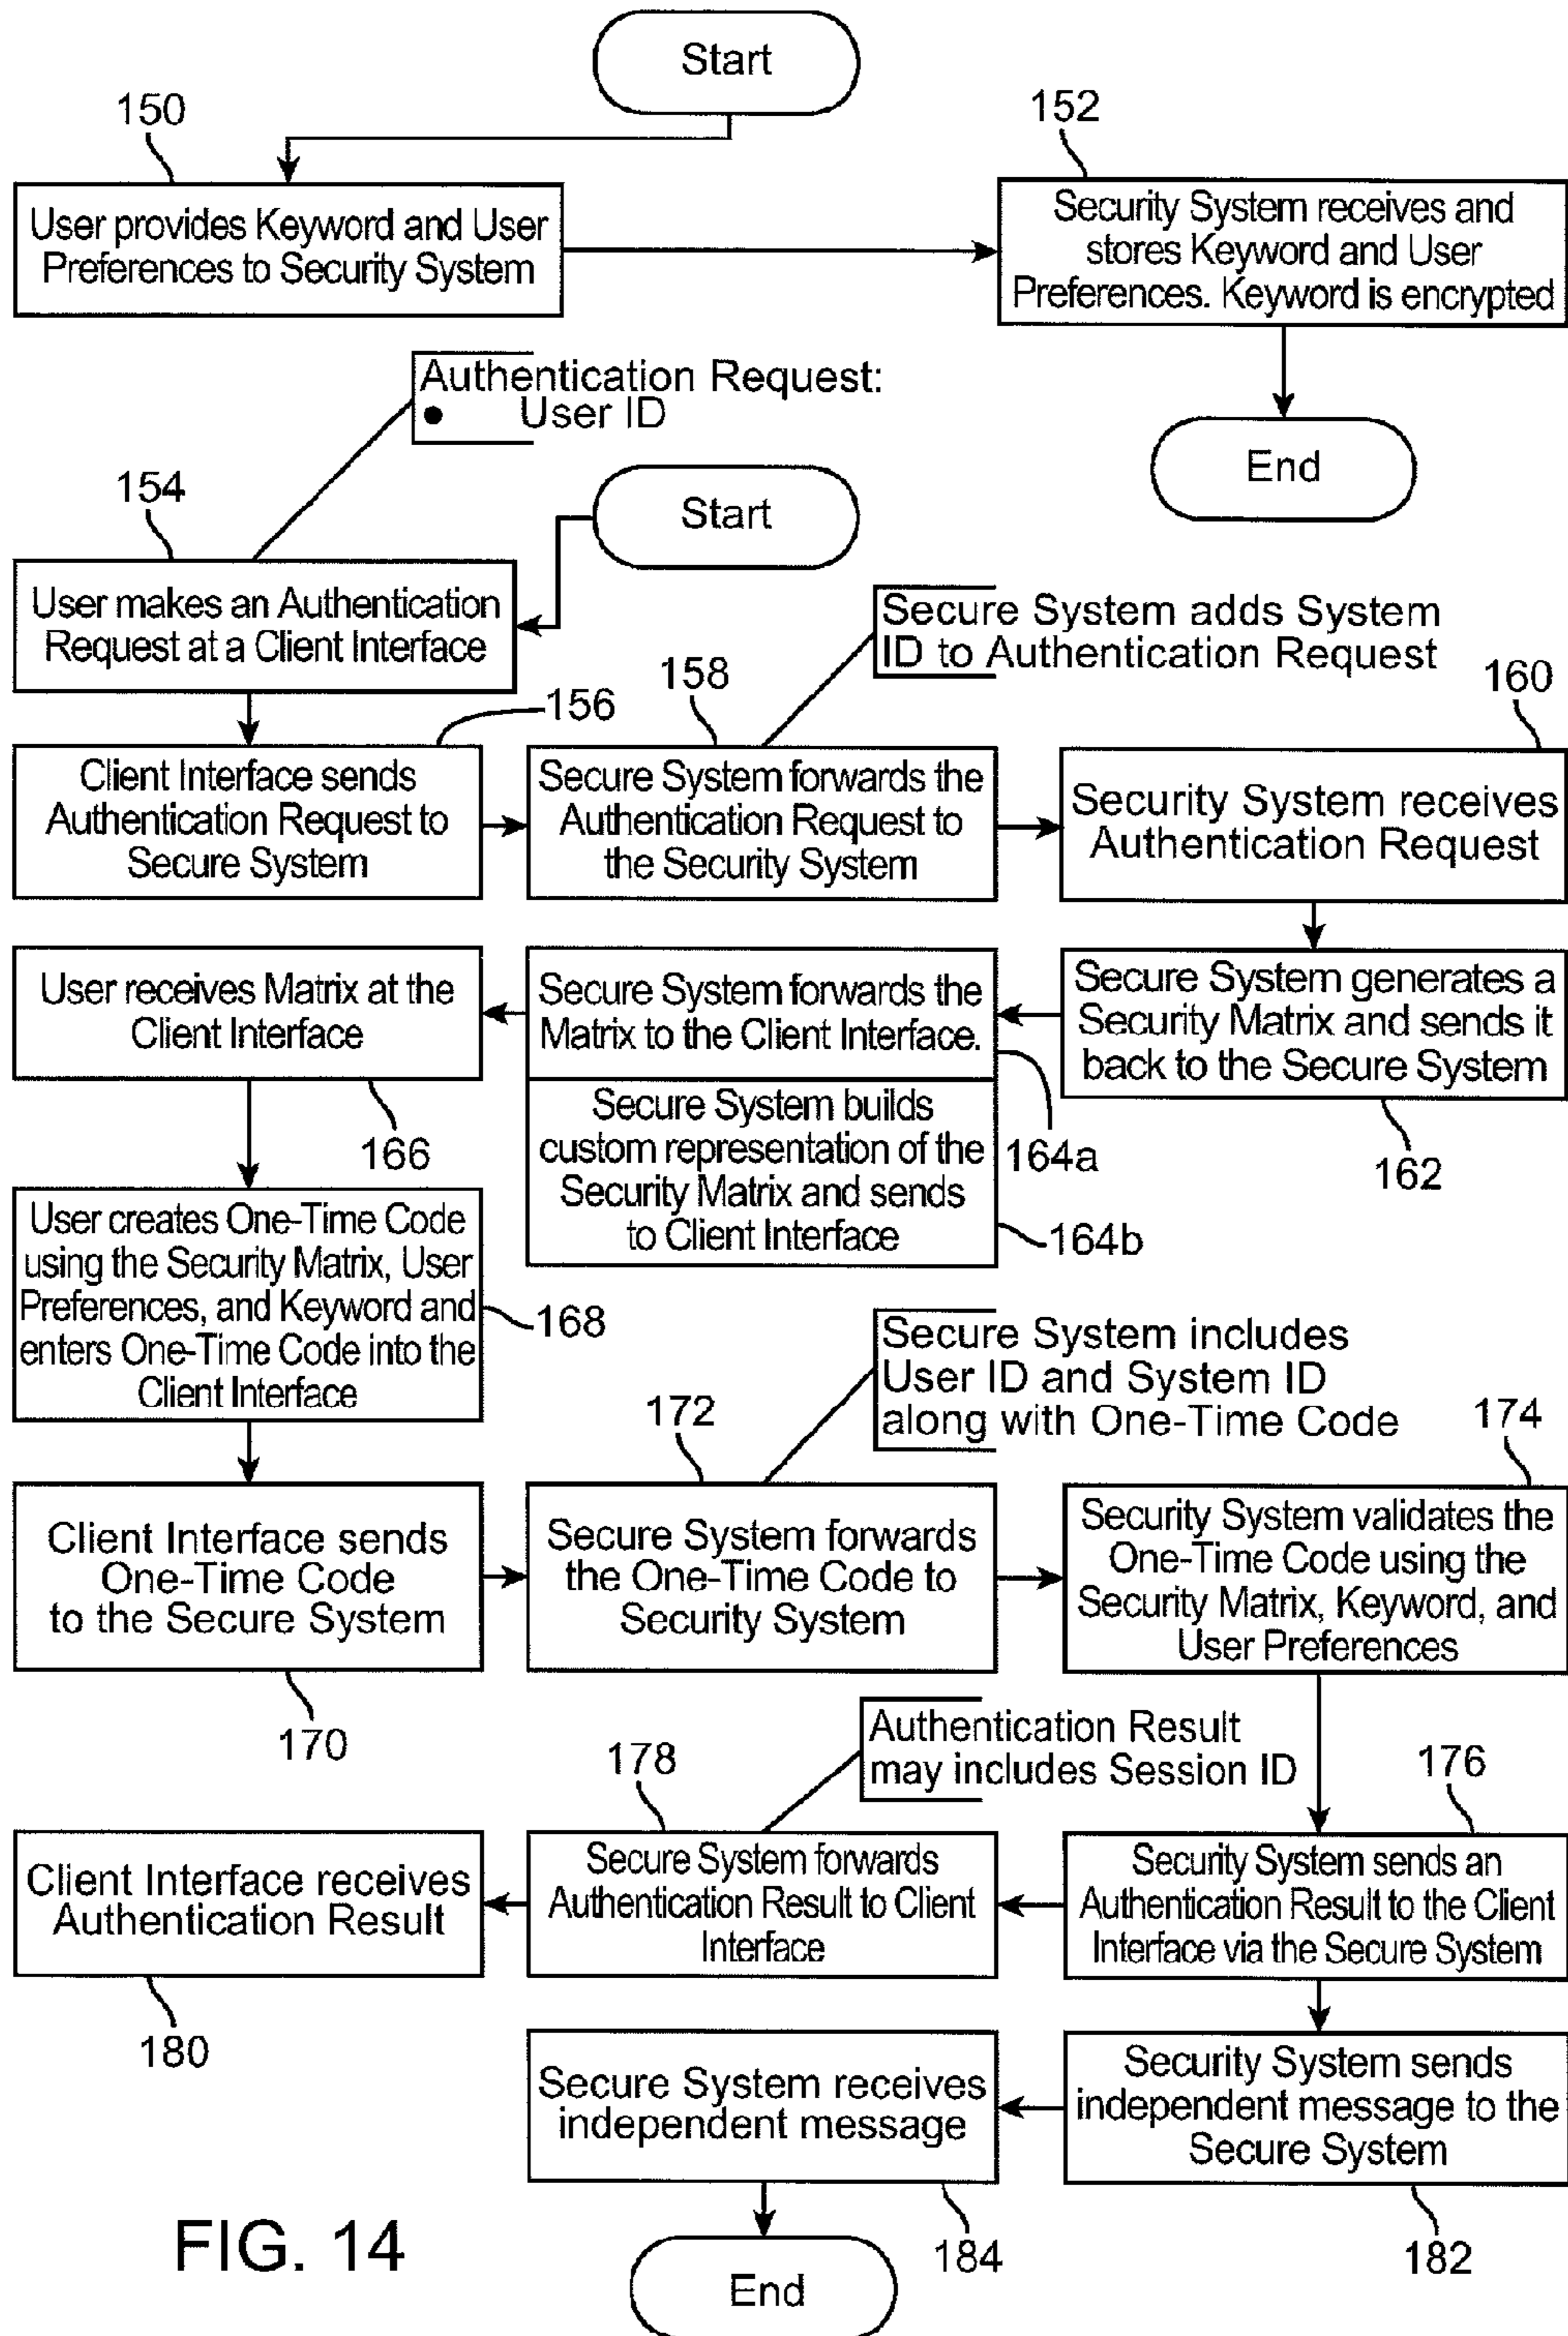 Start
150
152
User provides Keyword and User
Preferences to Security System
Security System receives and
stores Keyword and User
Preferences. Keyword is encrypted
Authentication Request:
• User ID
End
154
Start
User makes an Authentication
Request at a Client Interface
Secure System adds System
ID to Authentication Request
156
158
160
Client Interface sends
Authentication Request to
Secure System
Secure System forwards the
Authentication Request to
the Security System
Security System receives
Authentication Request
User receives Matrix at the
Client Interface
Secure System forwards the
Matrix to the Client Interface.
Secure System generates a
Security Matrix and sends it
back to the Secure System
166
Secure System builds
custom representation of the
Security Matrix and sends
to Client Interface
164a
162
164b
User creates One-Time Code
using the Security Matrix, User
Preferences, and Keyword and
enters One-Time Code into the
Client Interface
168
Secure System includes
User ID and System ID
along with One-Time Code
172
174
Client Interface sends
One-Time Code
to the Secure System
Secure System forwards
the One-Time Code to
Security System
Security System validates the
One-Time Code using the
Security Matrix, Keyword, and
User Preferences
170
Authentication Result
may includes Session ID
178
176
Client Interface receives
Authentication Result
Secure System forwards
Authentication Result to Client
Interface
Security System sends an
Authentication Result to the Client
Interface via the Secure System
180
Secure System receives
independent message
Security System sends
independent message to the
Secure System
184
182
FIG. 14
End